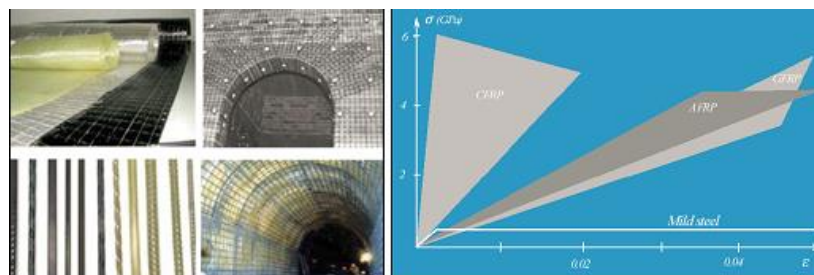 σ (GPa)
6
CFRP
GFRP
4
AFRP
2
Mild steel
0.02
0.04
ε